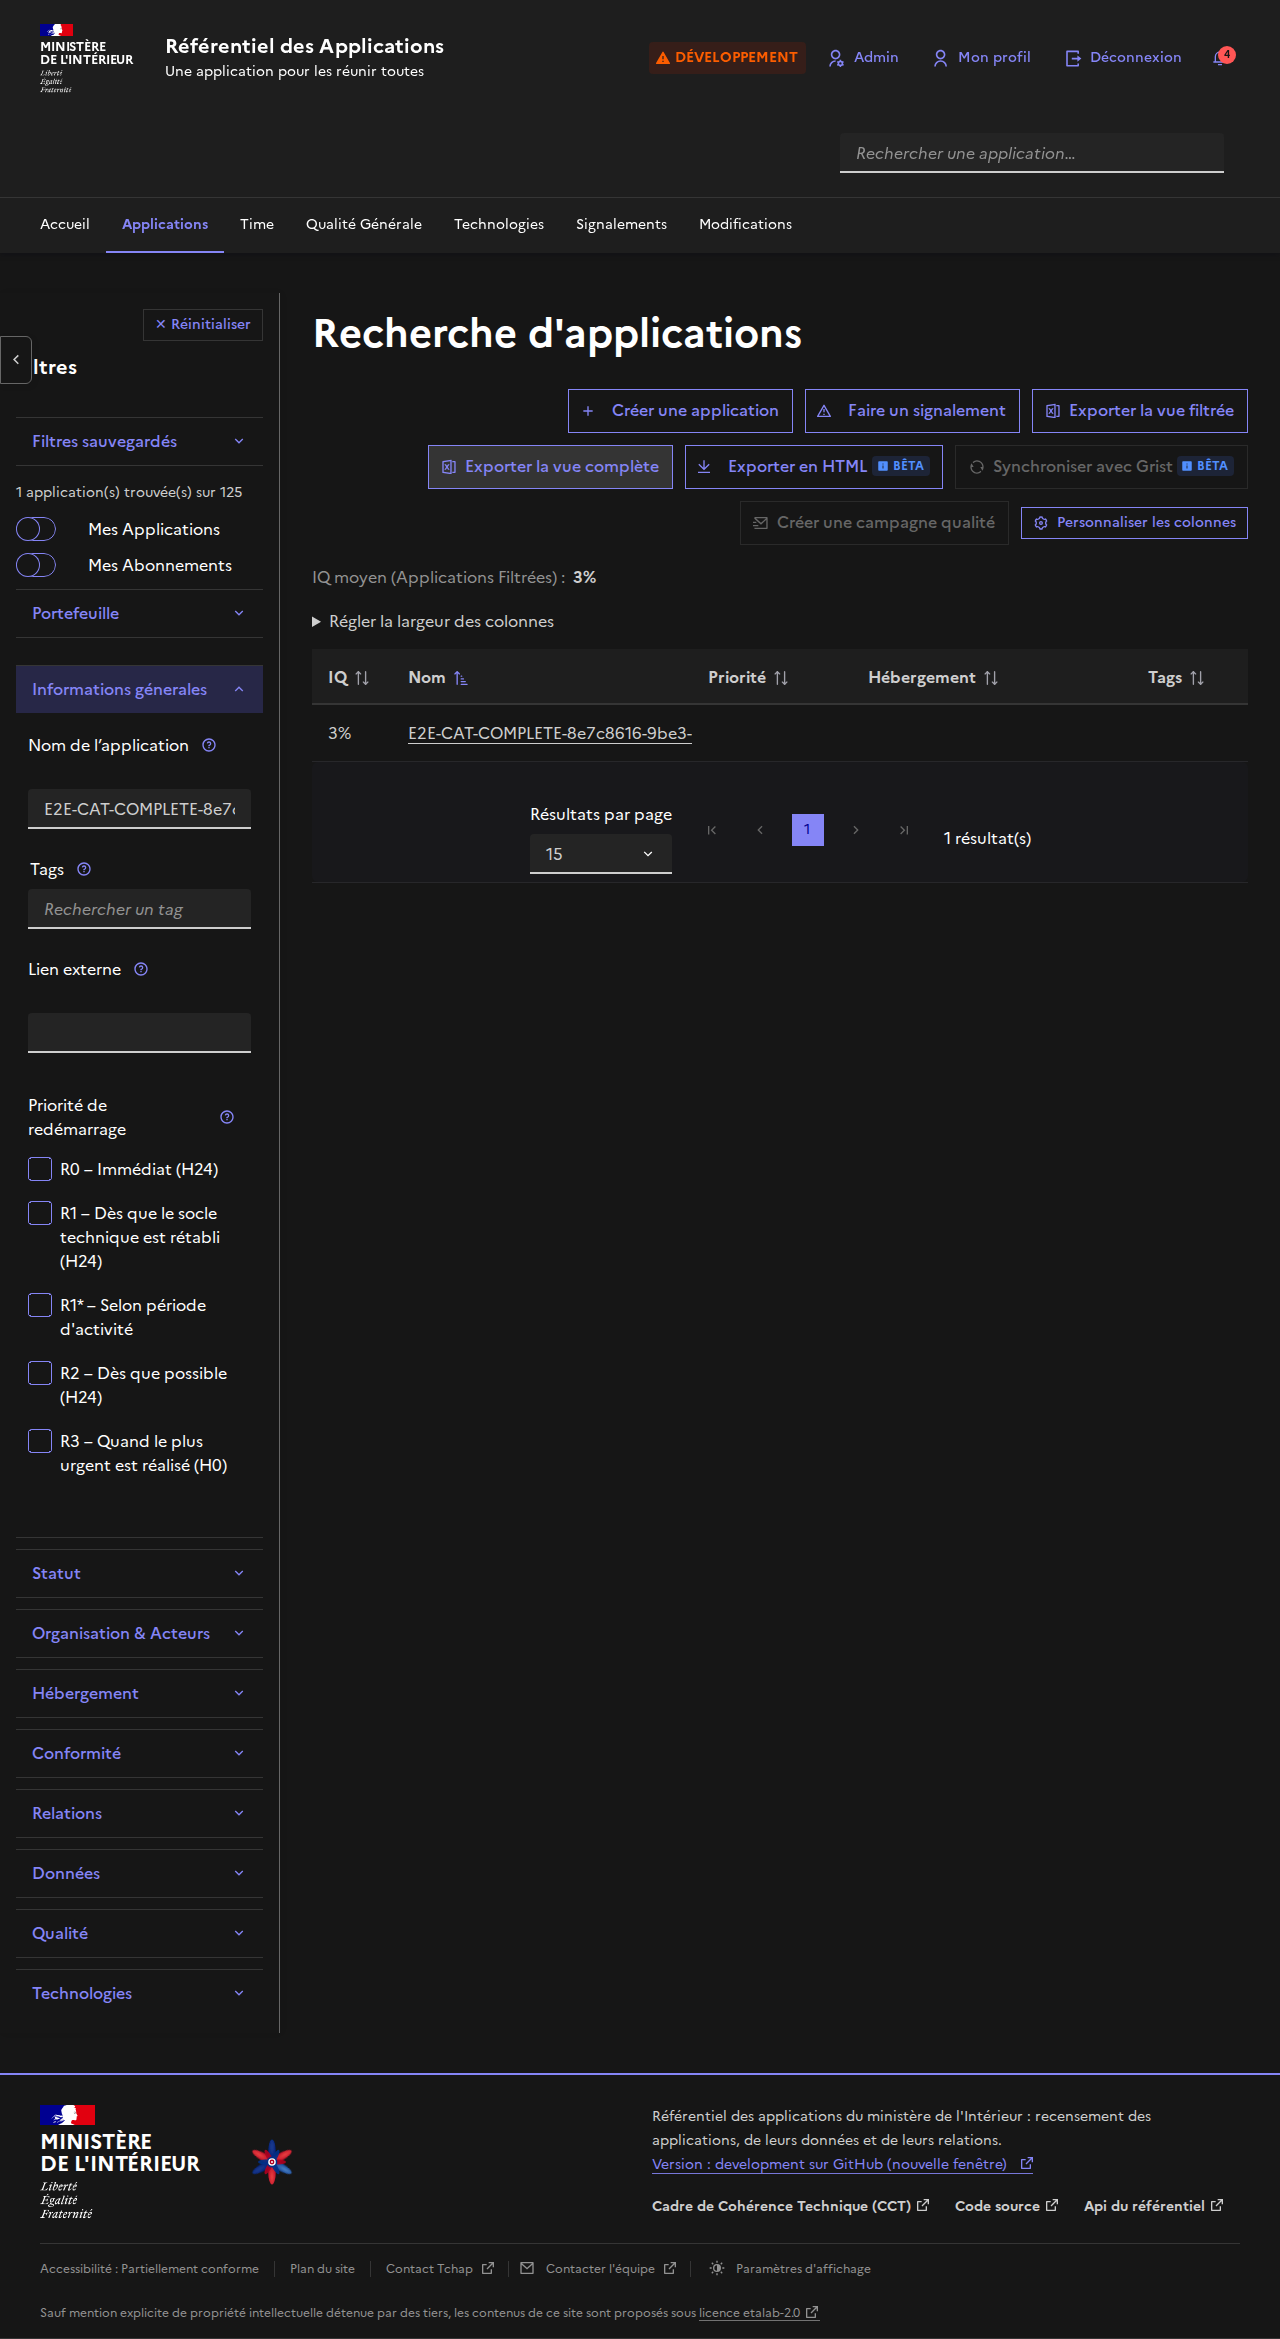 MINISTÈRE
DE L'INTÉRIEUR
Liberté
Égalité
Fraternité
Référentiel des Applications
Une application pour les réunir toutes
DÉVELOPPEMENT
Admin
Mon profil
Déconnexion
4
Rechercher une application...
Accueil
Applications
Time
Qualité Générale
Technologies
Signalements
Modifications
✕ Réinitialiser
ltres
Filtres sauvegardés
1 application(s) trouvée(s) sur 125
Mes Applications
Mes Abonnements
Portefeuille
Informations génerales
Nom de l’application
E2E-CAT-COMPLETE-8e7c
Tags
Rechercher un tag
Lien externe
Priorité de
redémarrage
R0 – Immédiat (H24)
R1 – Dès que le socle
technique est rétabli
(H24)
R1* – Selon période
d'activité
R2 – Dès que possible
(H24)
R3 – Quand le plus
urgent est réalisé (H0)
Statut
Organisation & Acteurs
Hébergement
Conformité
Relations
Données
Qualité
Technologies
Recherche d'applications
Créer une application
Faire un signalement
Exporter la vue filtrée
Exporter la vue complète
Exporter en HTML BÊTA
Synchroniser avec Grist BÊTA
Créer une campagne qualité
Personnaliser les colonnes
IQ moyen (Applications Filtrées) : 3%
Régler la largeur des colonnes
IQ Nom Priorité Hébergement Tags
3% E2E-CAT-COMPLETE-8e7c8616-9be3-
Résultats par page
15
1
1 résultat(s)
MINISTÈRE
DE L'INTÉRIEUR
Liberté
Égalité
Fraternité
Référentiel des applications du ministère de l'Intérieur : recensement des
applications, de leurs données et de leurs relations.
Version : development sur GitHub (nouvelle fenêtre)
Cadre de Cohérence Technique (CCT)
Code source
Api du référentiel
Accessibilité : Partiellement conforme
Plan du site
Contact Tchap
Contacter l'équipe
Paramètres d'affichage
Sauf mention explicite de propriété intellectuelle détenue par des tiers, les contenus de ce site sont proposés sous licence etalab-2.0